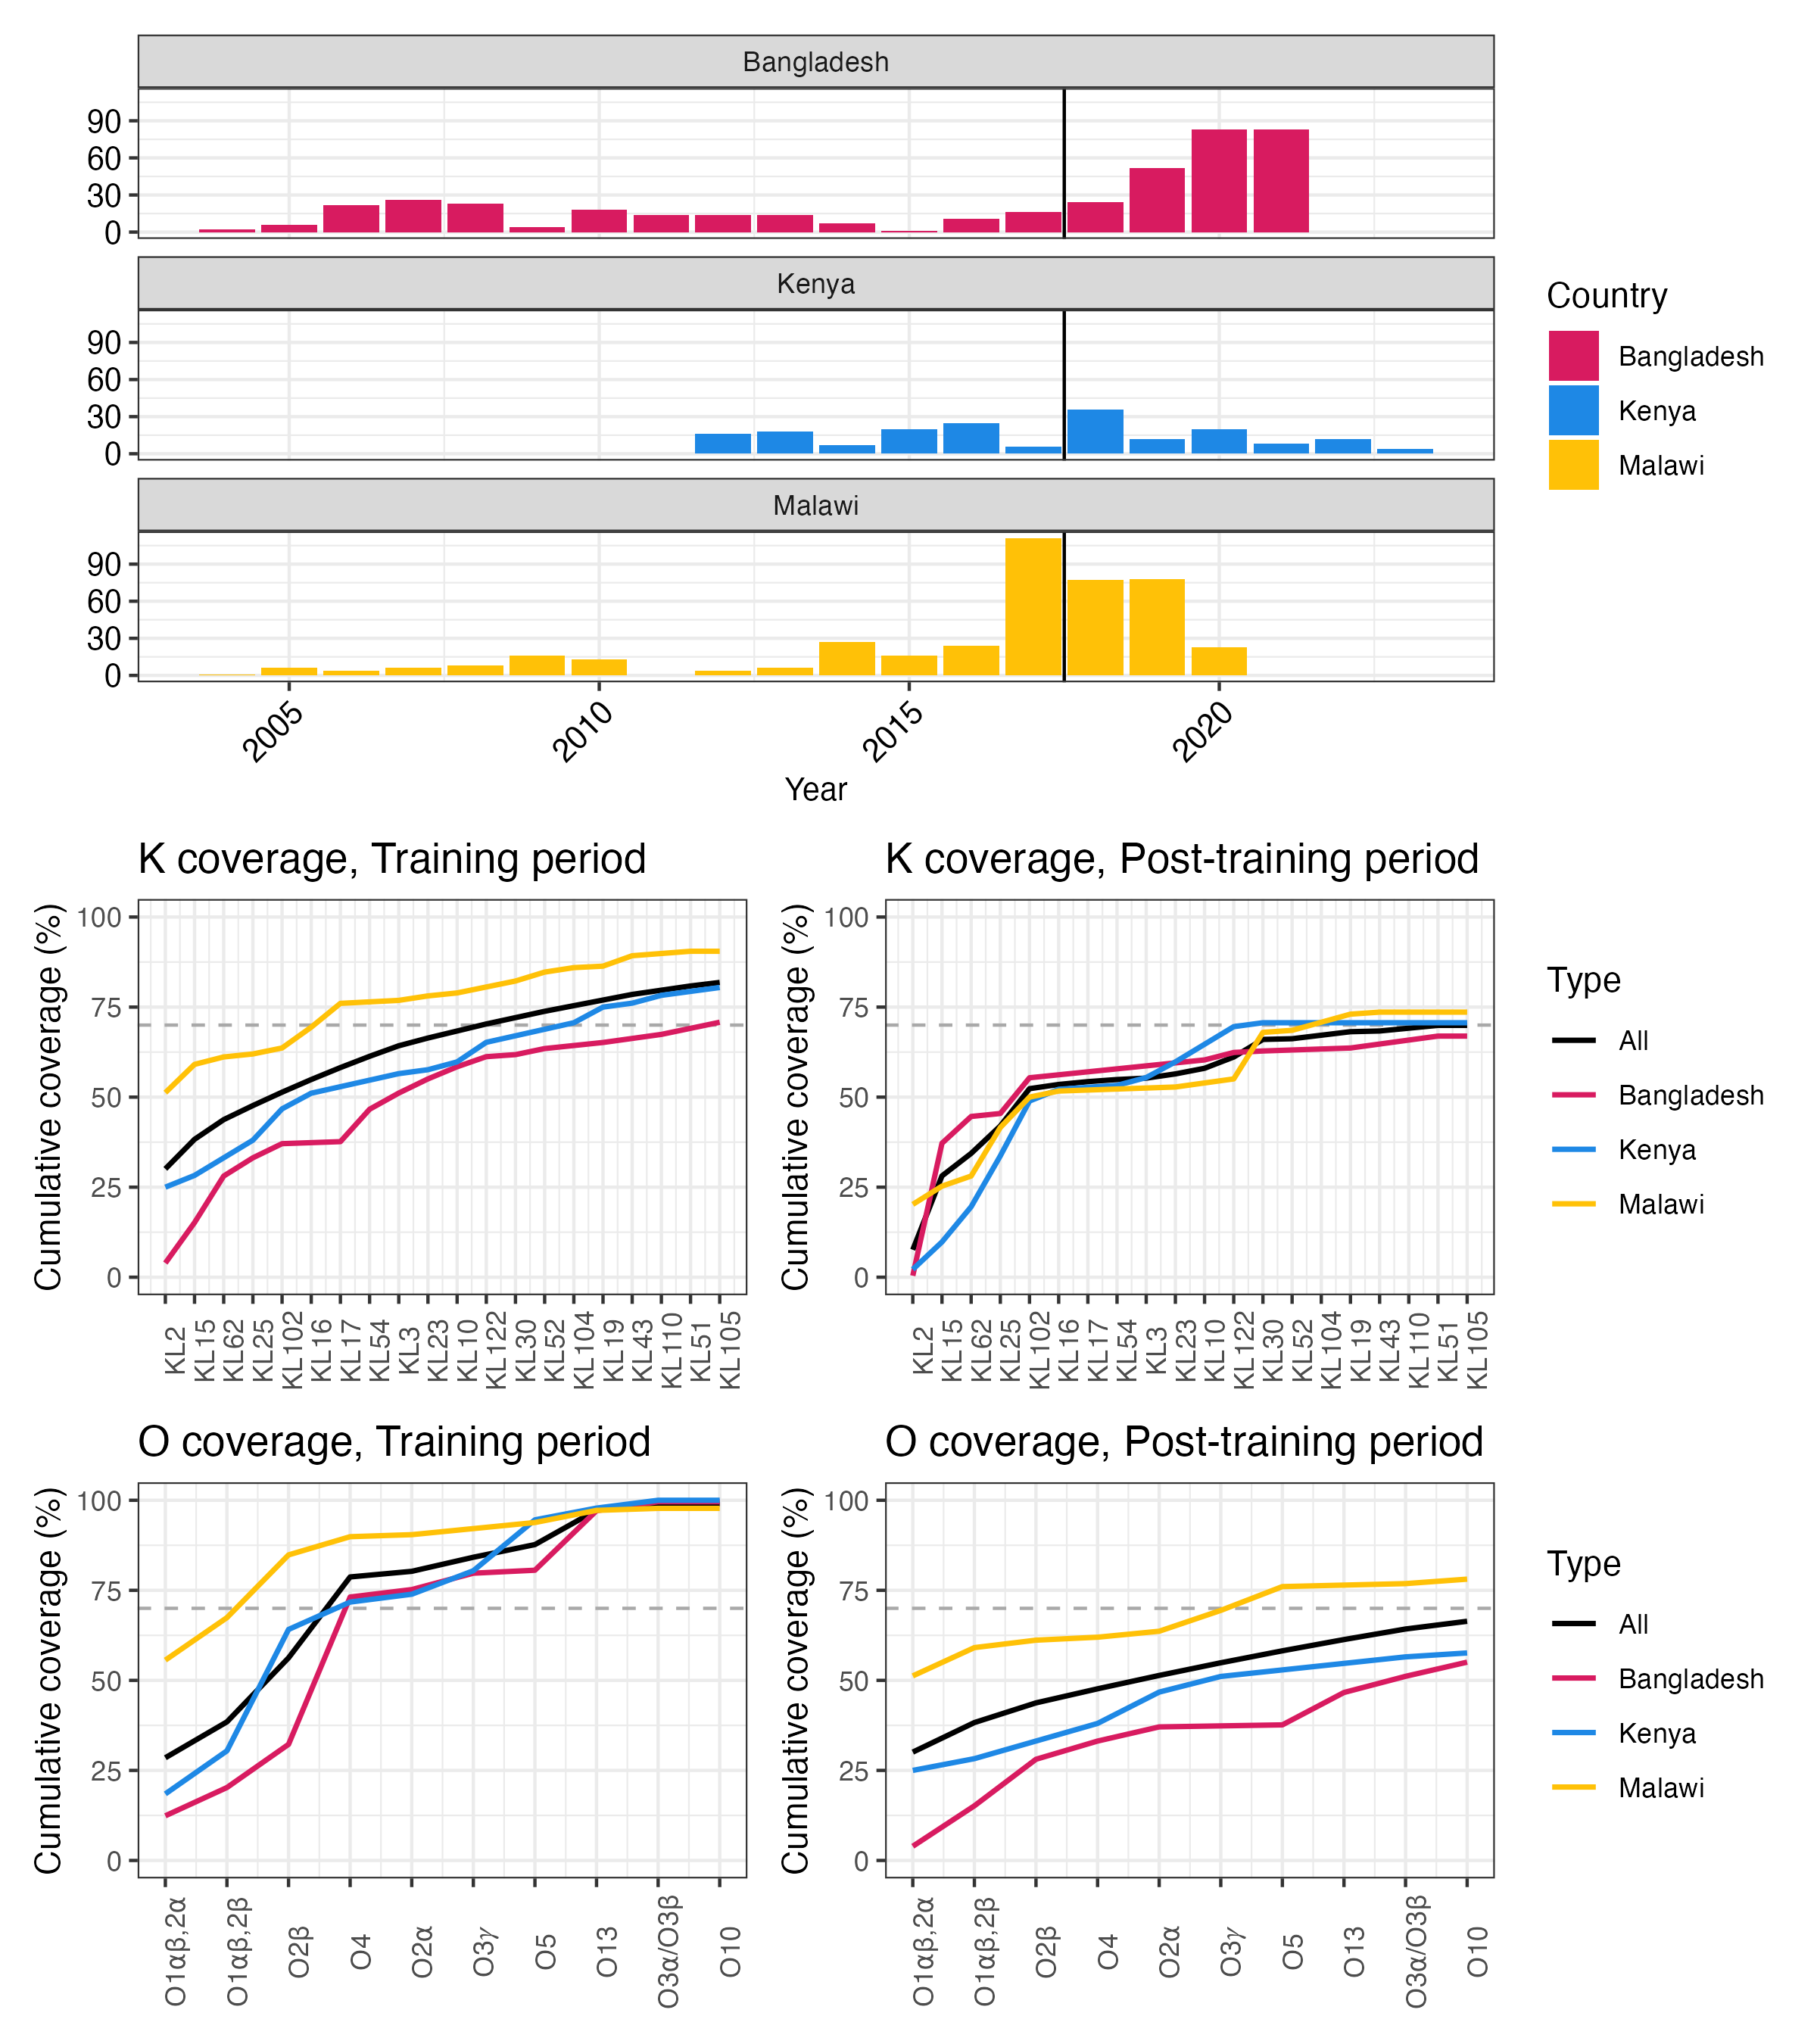 Bangladesh
90
60
30
0
Kenya
90
60
30
0
Malawi
90
60
30
0
2005
2010
2015
2020
Year
Country
Bangladesh
Kenya
Malawi
K coverage, Training period
Cumulative coverage (%)
100
75
50
25
0
KL2
KL15
KL62
KL25
KL102
KL16
KL17
KL54
KL3
KL23
KL10
KL122
KL30
KL52
KL104
KL19
KL43
KL110
KL51
KL105
K coverage, Post-training period
Cumulative coverage (%)
100
75
50
25
0
KL2
KL15
KL62
KL25
KL102
KL16
KL17
KL54
KL3
KL23
KL10
KL122
KL30
KL52
KL104
KL19
KL43
KL110
KL51
KL105
Type
All
Bangladesh
Kenya
Malawi
O coverage, Training period
Cumulative coverage (%)
100
75
50
25
0
O1αβ,2α
O1αβ,2β
O2β
O4
O2α
O3γ
O5
O13
O3α/O3β
O10
O coverage, Post-training period
Cumulative coverage (%)
100
75
50
25
0
O1αβ,2α
O1αβ,2β
O2β
O4
O2α
O3γ
O5
O13
O3α/O3β
O10
Type
All
Bangladesh
Kenya
Malawi